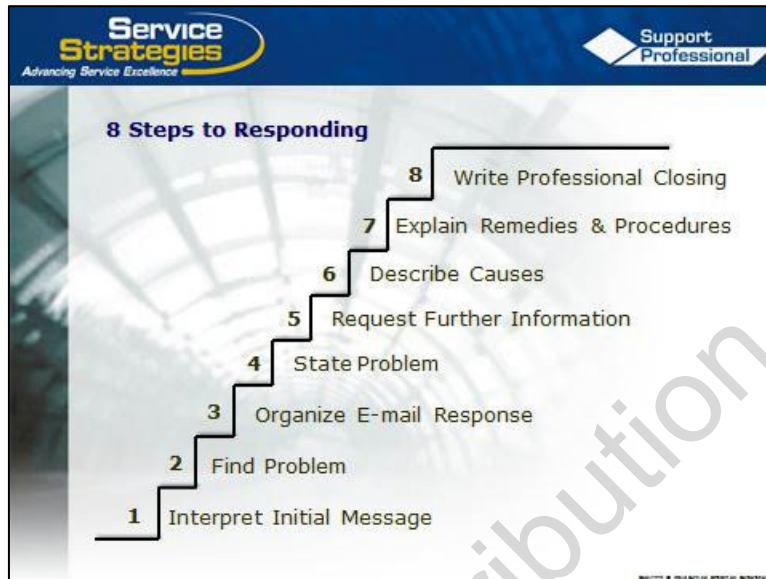 Service
Strategies
Advancing Service Excellence
Support
Professional
8 Steps to Responding
8 Write Professional Closing
7 Explain Remedies & Procedures
6 Describe Causes
5 Request Further Information
4 State Problem
3 Organize E-mail Response
2 Find Problem
1 Interpret Initial Message